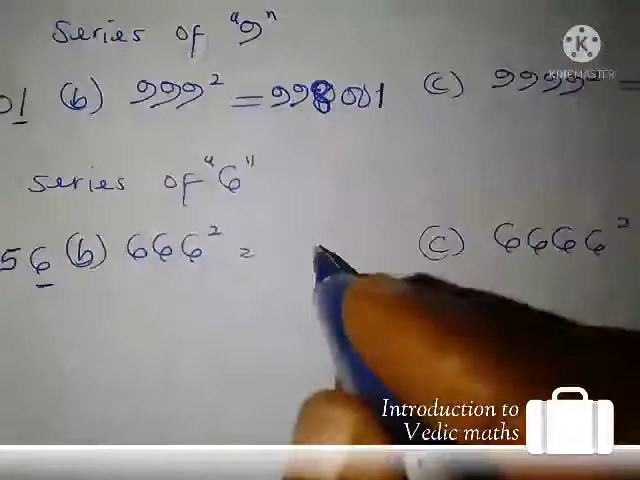 Series of "9"
KINEMASTER
01 (b) 999² = 998001 (c) 9999² =
Series of "6"
56 (b) 666² = (c) 6666²
Introduction to
Vedic maths